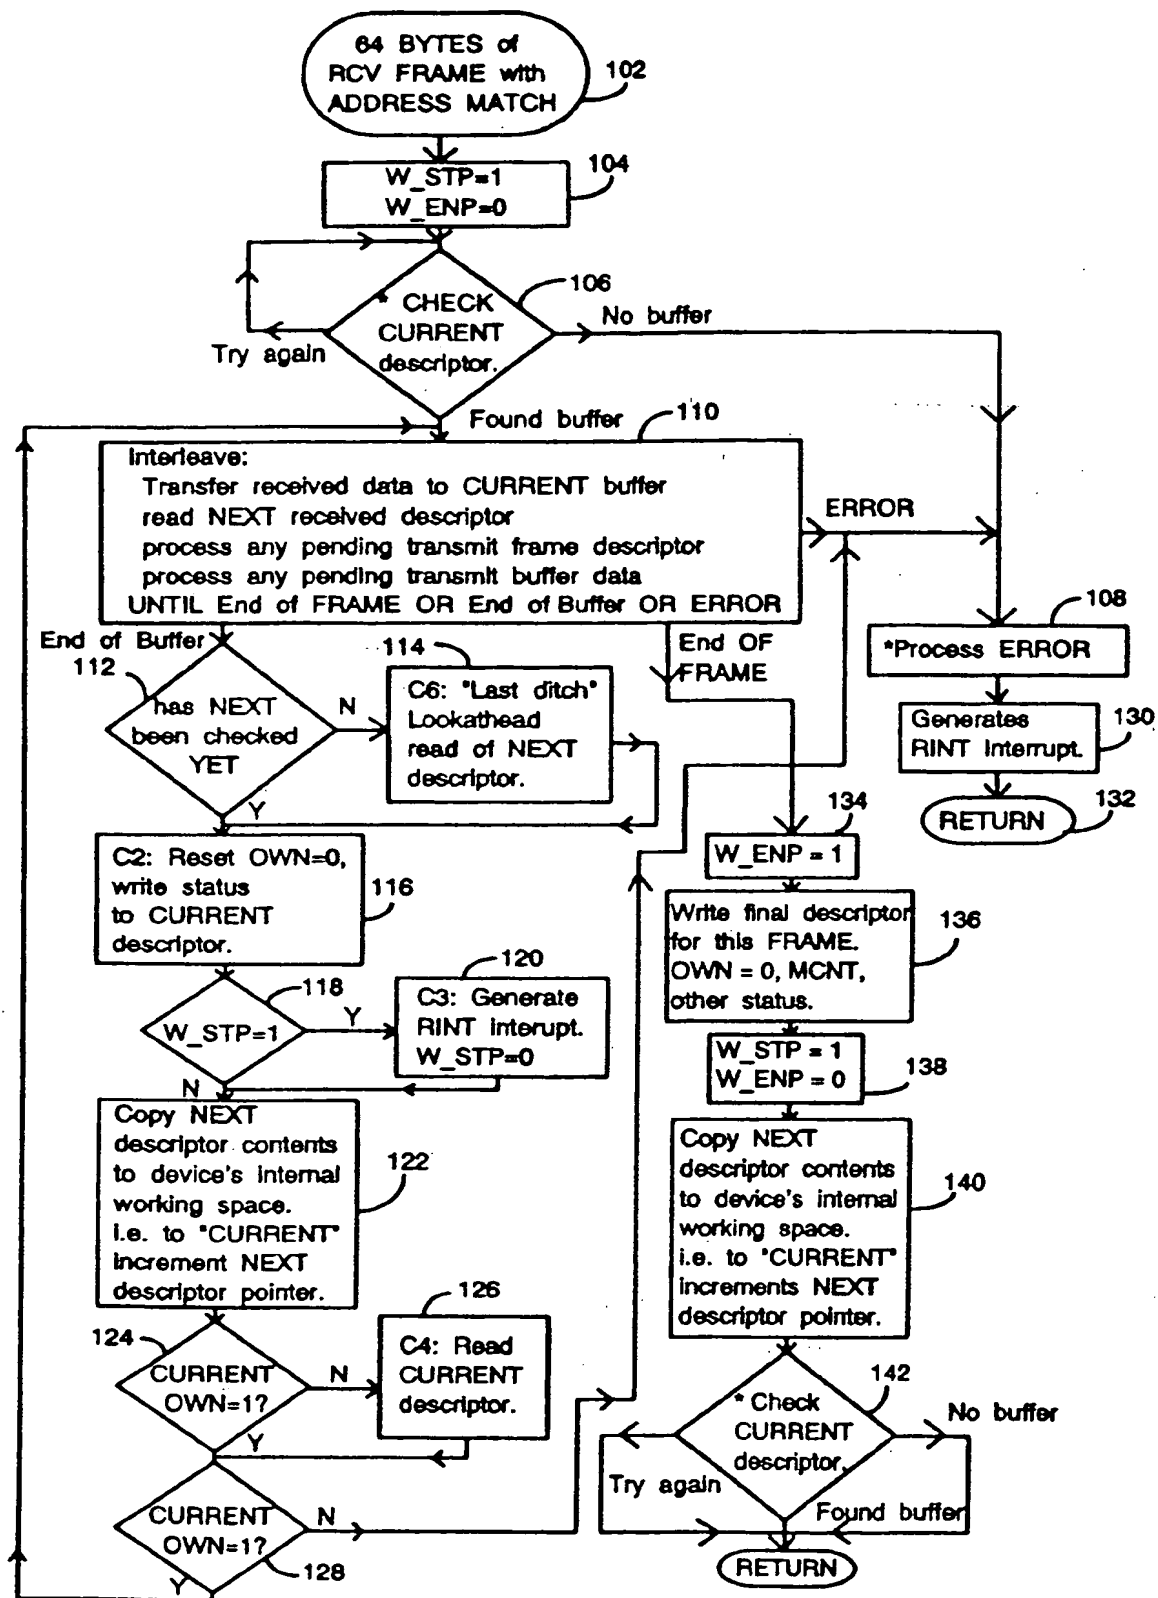 64 BYTES of
RCV FRAME with
ADDRESS MATCH
102
W_STP=1
W_ENP=0
104
* CHECK
CURRENT
descriptor.
106
No buffer
Try again
Found buffer
110
Interleave:
Transfer received data to CURRENT buffer
read NEXT received descriptor
process any pending transmit frame descriptor
process any pending transmit buffer data
UNTIL End of FRAME OR End of Buffer OR ERROR
ERROR
108
*Process ERROR
Generates
RINT Interrupt.
130
RETURN
132
End of Buffer
112
has NEXT
been checked
YET
N
Y
114
C6: "Last ditch"
Lookathead
read of NEXT
descriptor.
End OF
FRAME
C2: Reset OWN=0,
write status
to CURRENT
descriptor.
116
118
W_STP=1
Y
N
120
C3: Generate
RINT interupt.
W_STP=0
Copy NEXT
descriptor contents
to device's internal
working space.
i.e. to "CURRENT"
increment NEXT
descriptor pointer.
122
124
CURRENT
OWN=1?
N
Y
126
C4: Read
CURRENT
descriptor.
CURRENT
OWN=1?
N
Y
128
134
W_ENP = 1
Write final descriptor
for this FRAME.
OWN = 0, MCNT,
other status.
136
W_STP = 1
W_ENP = 0
138
Copy NEXT
descriptor contents
to device's internal
working space.
i.e. to "CURRENT"
increments NEXT
descriptor pointer.
140
* Check
CURRENT
descriptor.
142
No buffer
Try again
Found buffer
RETURN